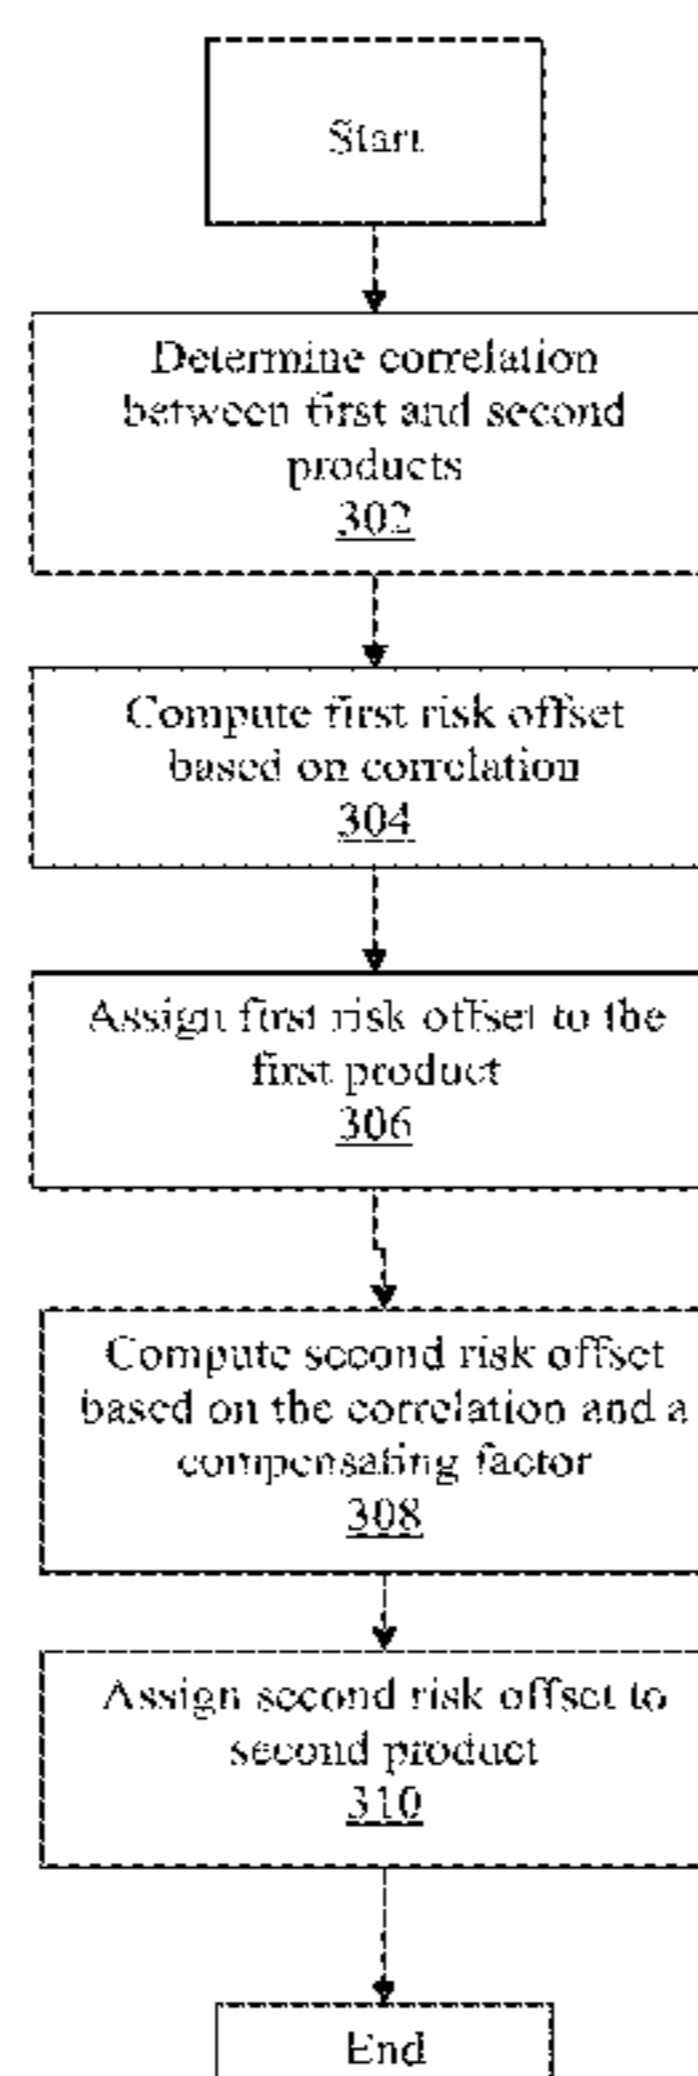 Start
Determine correlation
between first and second
products
302
Compute first risk offset
based on correlation
304
Assign first risk offset to the
first product
306
Compute second risk offset
based on the correlation and a
compensating factor
308
Assign second risk offset to
second product
310
End